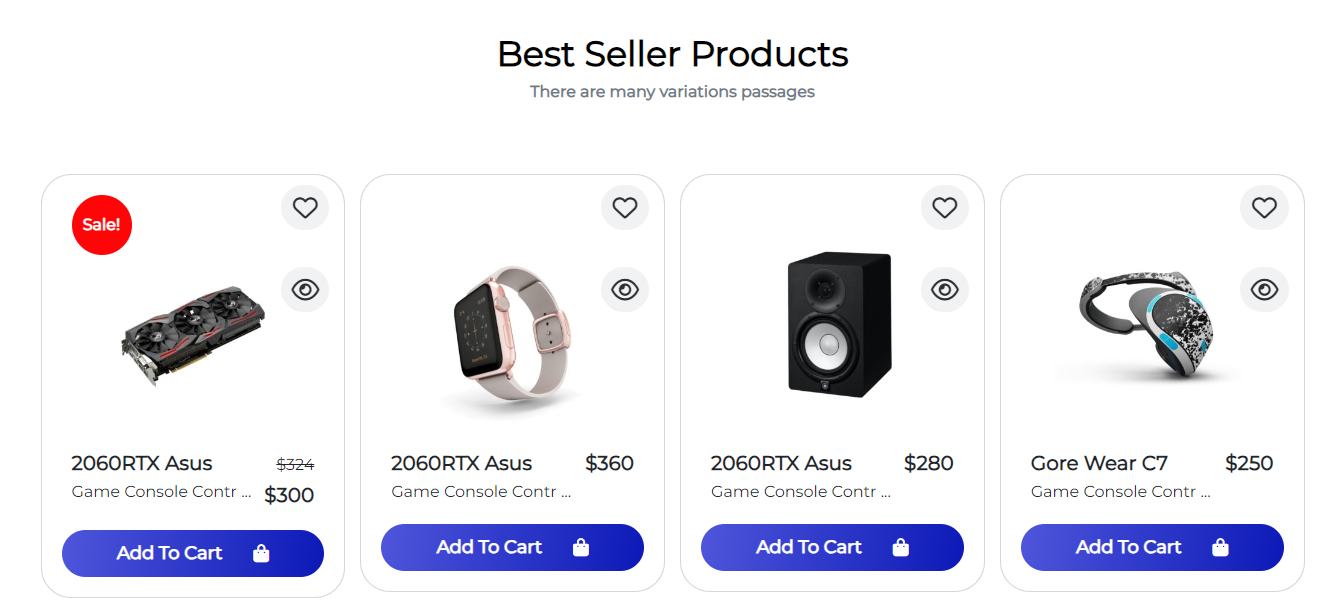 Best Seller Products
There are many variations passages
Sale!
2060RTX Asus $324
Game Console Contr ... $300
Add To Cart
2060RTX Asus $360
Game Console Contr ...
Add To Cart
2060RTX Asus $280
Game Console Contr ...
Add To Cart
Gore Wear C7 $250
Game Console Contr ...
Add To Cart